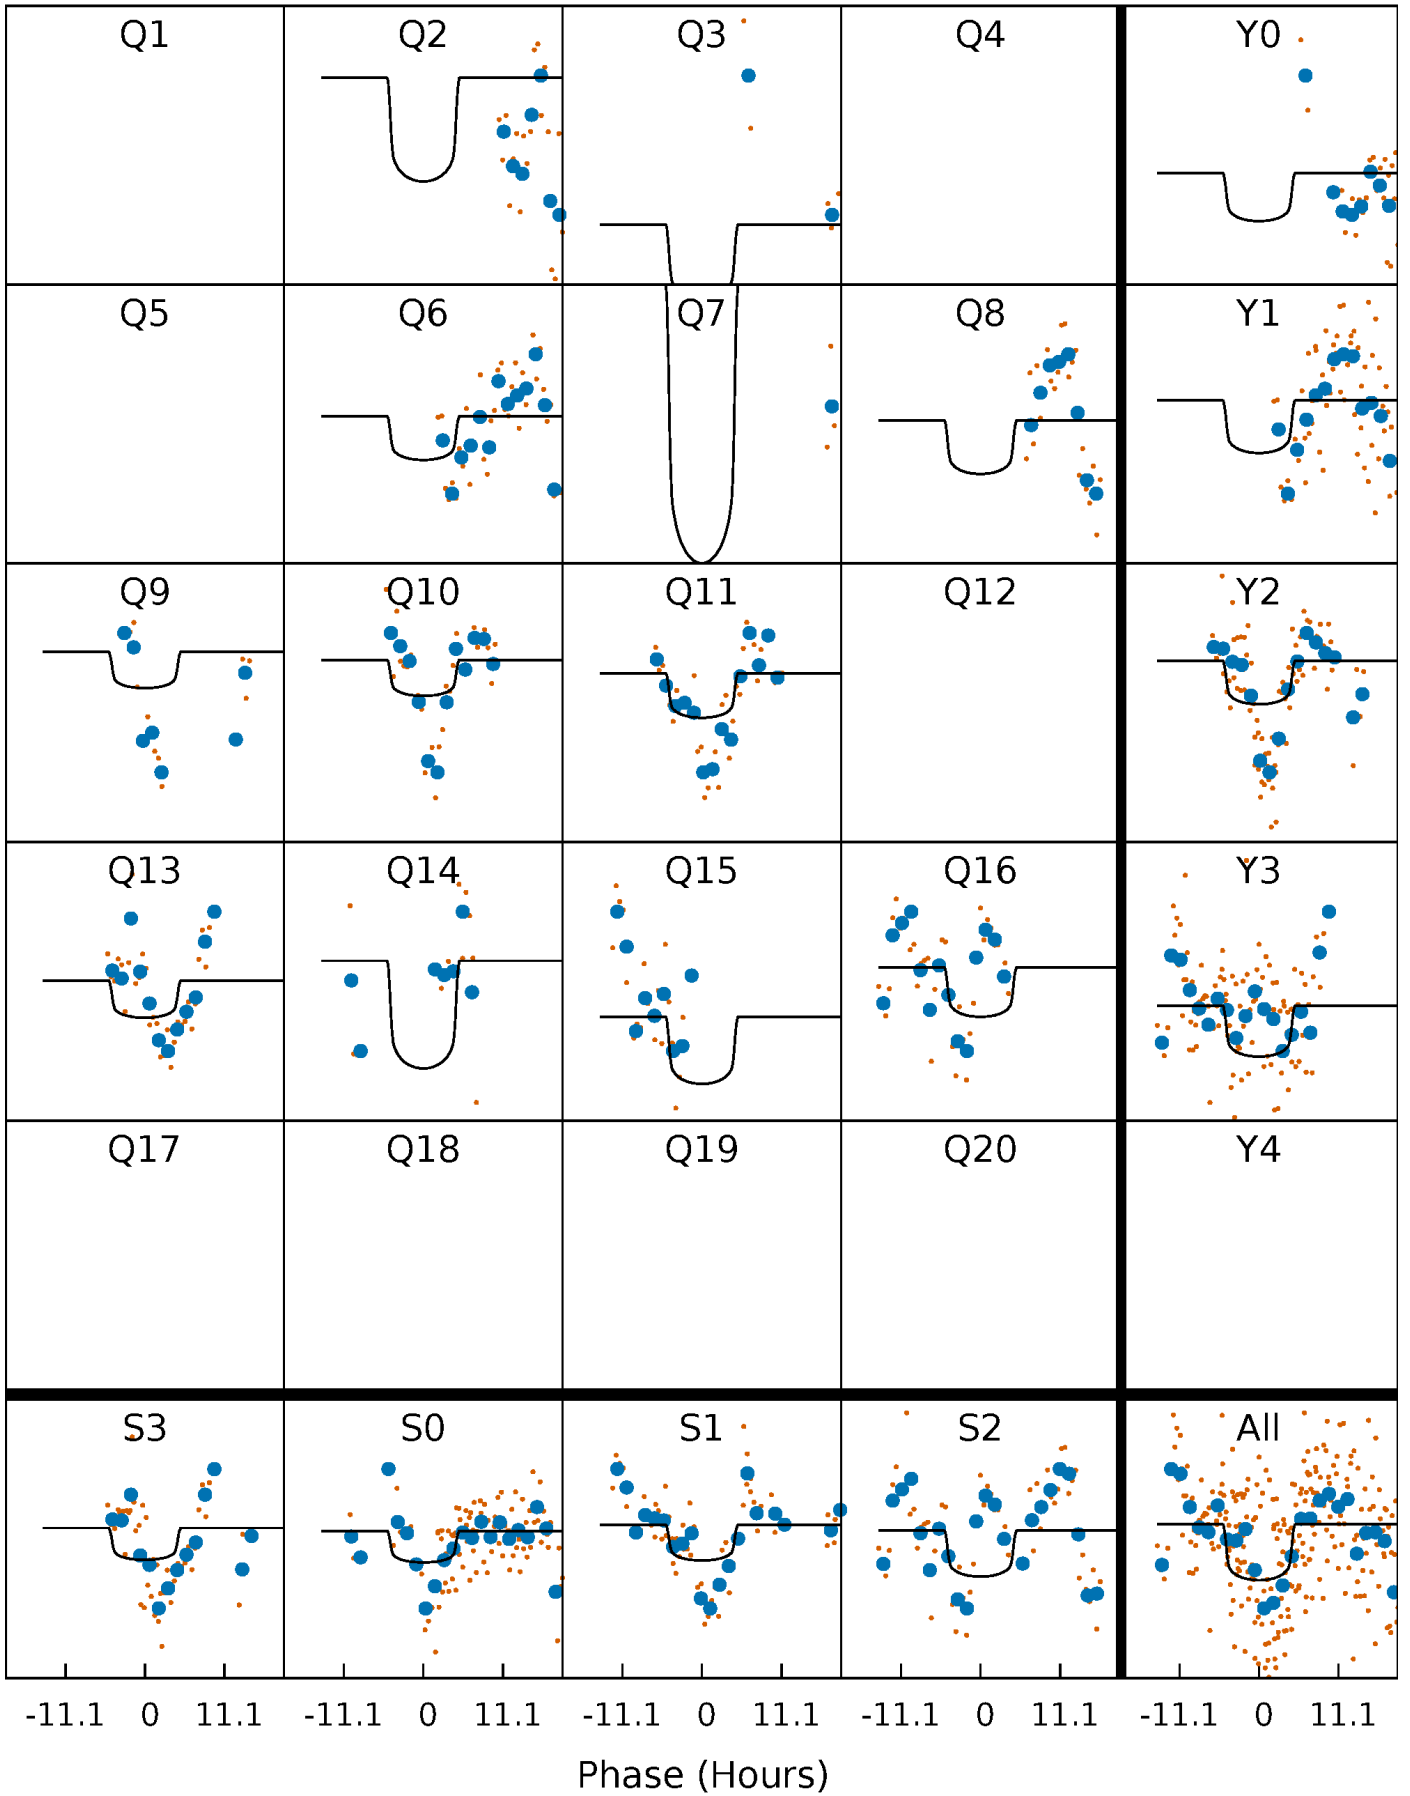 Q1 Q2 Q3 Q4 Y0
Q5 Q6 Q7 Q8 Y1
Q9 Q10 Q11 Q12 Y2
Q13 Q14 Q15 Q16 Y3
Q17 Q18 Q19 Q20 Y4
S3 S0 S1 S2 All
-11.1 0 11.1 -11.1 0 11.1 -11.1 0 11.1 -11.1 0 11.1 -11.1 0 11.1
Phase (Hours)